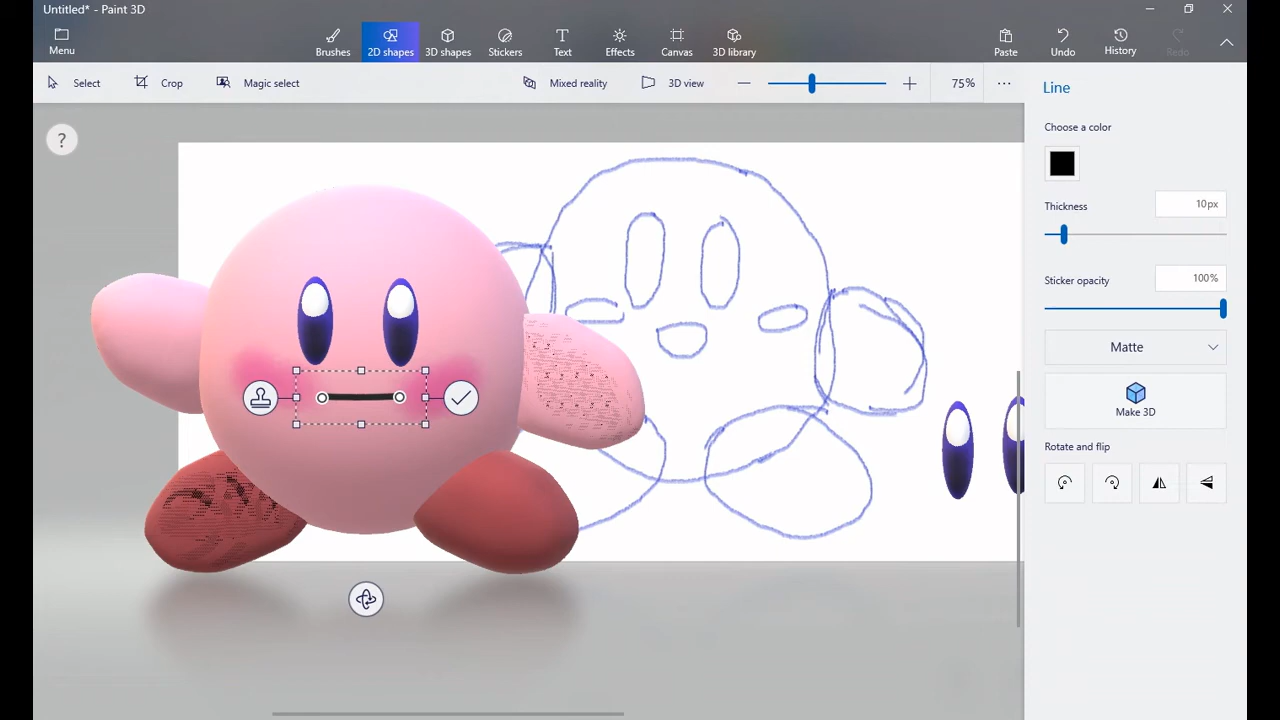 Untitled* - Paint 3D
Menu
Brushes
2D shapes
3D shapes
Stickers
Text
Effects
Canvas
3D library
Paste
Undo
History
Redo
Select
Crop
Magic select
Mixed reality
3D view
75%
Line
?
Choose a color
Thickness
10px
Sticker opacity
100%
Matte
Make 3D
Rotate and flip